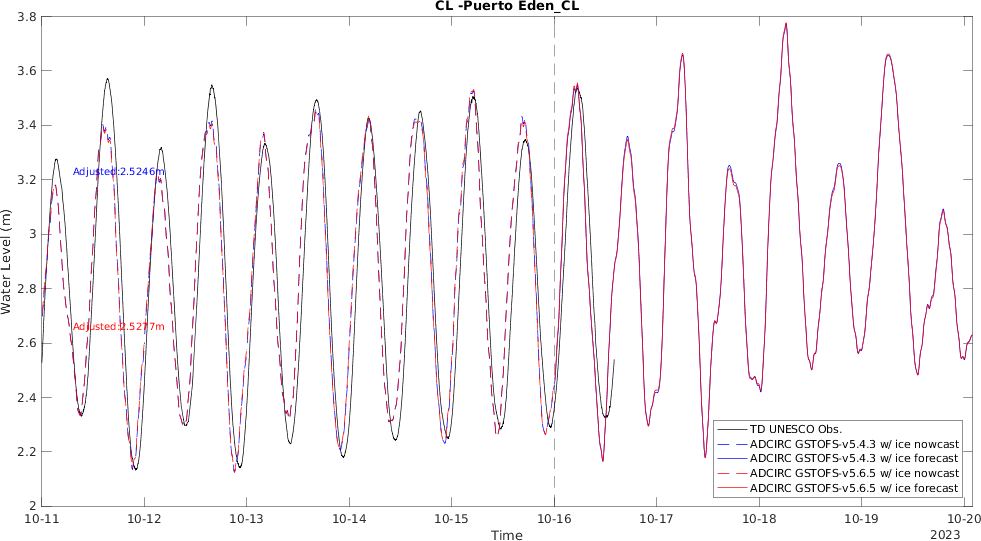 CL -Puerto Eden_CL
3.8
3.6
3.4
3.2
3
2.8
2.6
2.4
2.2
2
Water Level (m)
Adjusted:2.5246m
Adjusted:2.5277m
TD UNESCO Obs.
ADCIRC GSTOFS-v5.4.3 w/ ice nowcast
ADCIRC GSTOFS-v5.4.3 w/ ice forecast
ADCIRC GSTOFS-v5.6.5 w/ ice nowcast
ADCIRC GSTOFS-v5.6.5 w/ ice forecast
10-11 10-12 10-13 10-14 10-15 10-16 10-17 10-18 10-19 10-20
Time
2023